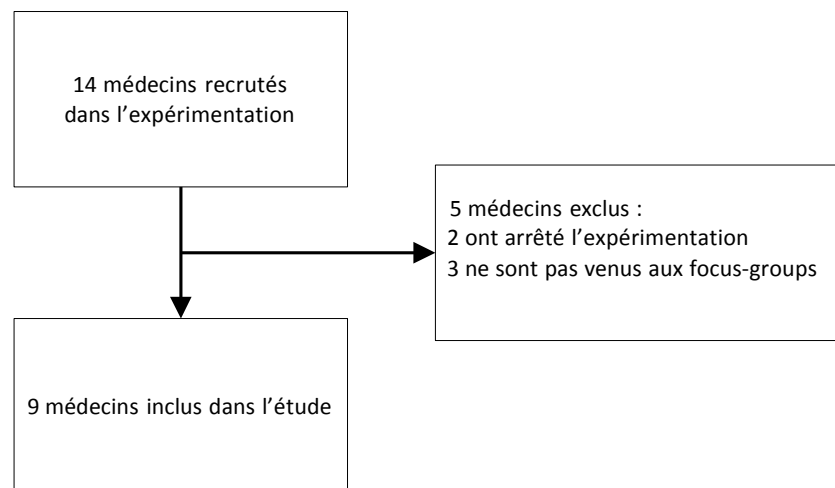 14 médecins recrutés
dans l’expérimentation
5 médecins exclus :
2 ont arrêté l’expérimentation
3 ne sont pas venus aux focus-groups
9 médecins inclus dans l’étude